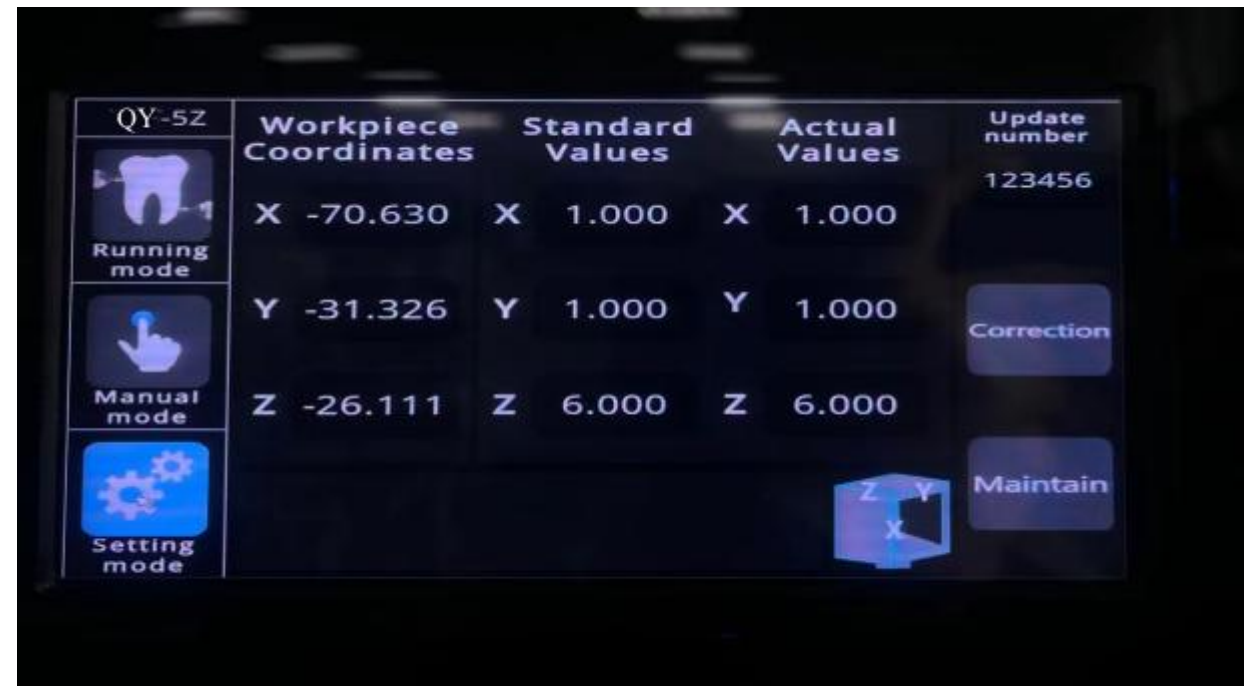 QY-5Z
Running
mode
Manual
mode
Setting
mode
Workpiece
Coordinates
X -70.630
Y -31.326
Z -26.111
Standard
Values
X 1.000
Y 1.000
Z 6.000
Actual
Values
X 1.000
Y 1.000
Z 6.000
Z Y
X
Update
number
123456
Correction
Maintain